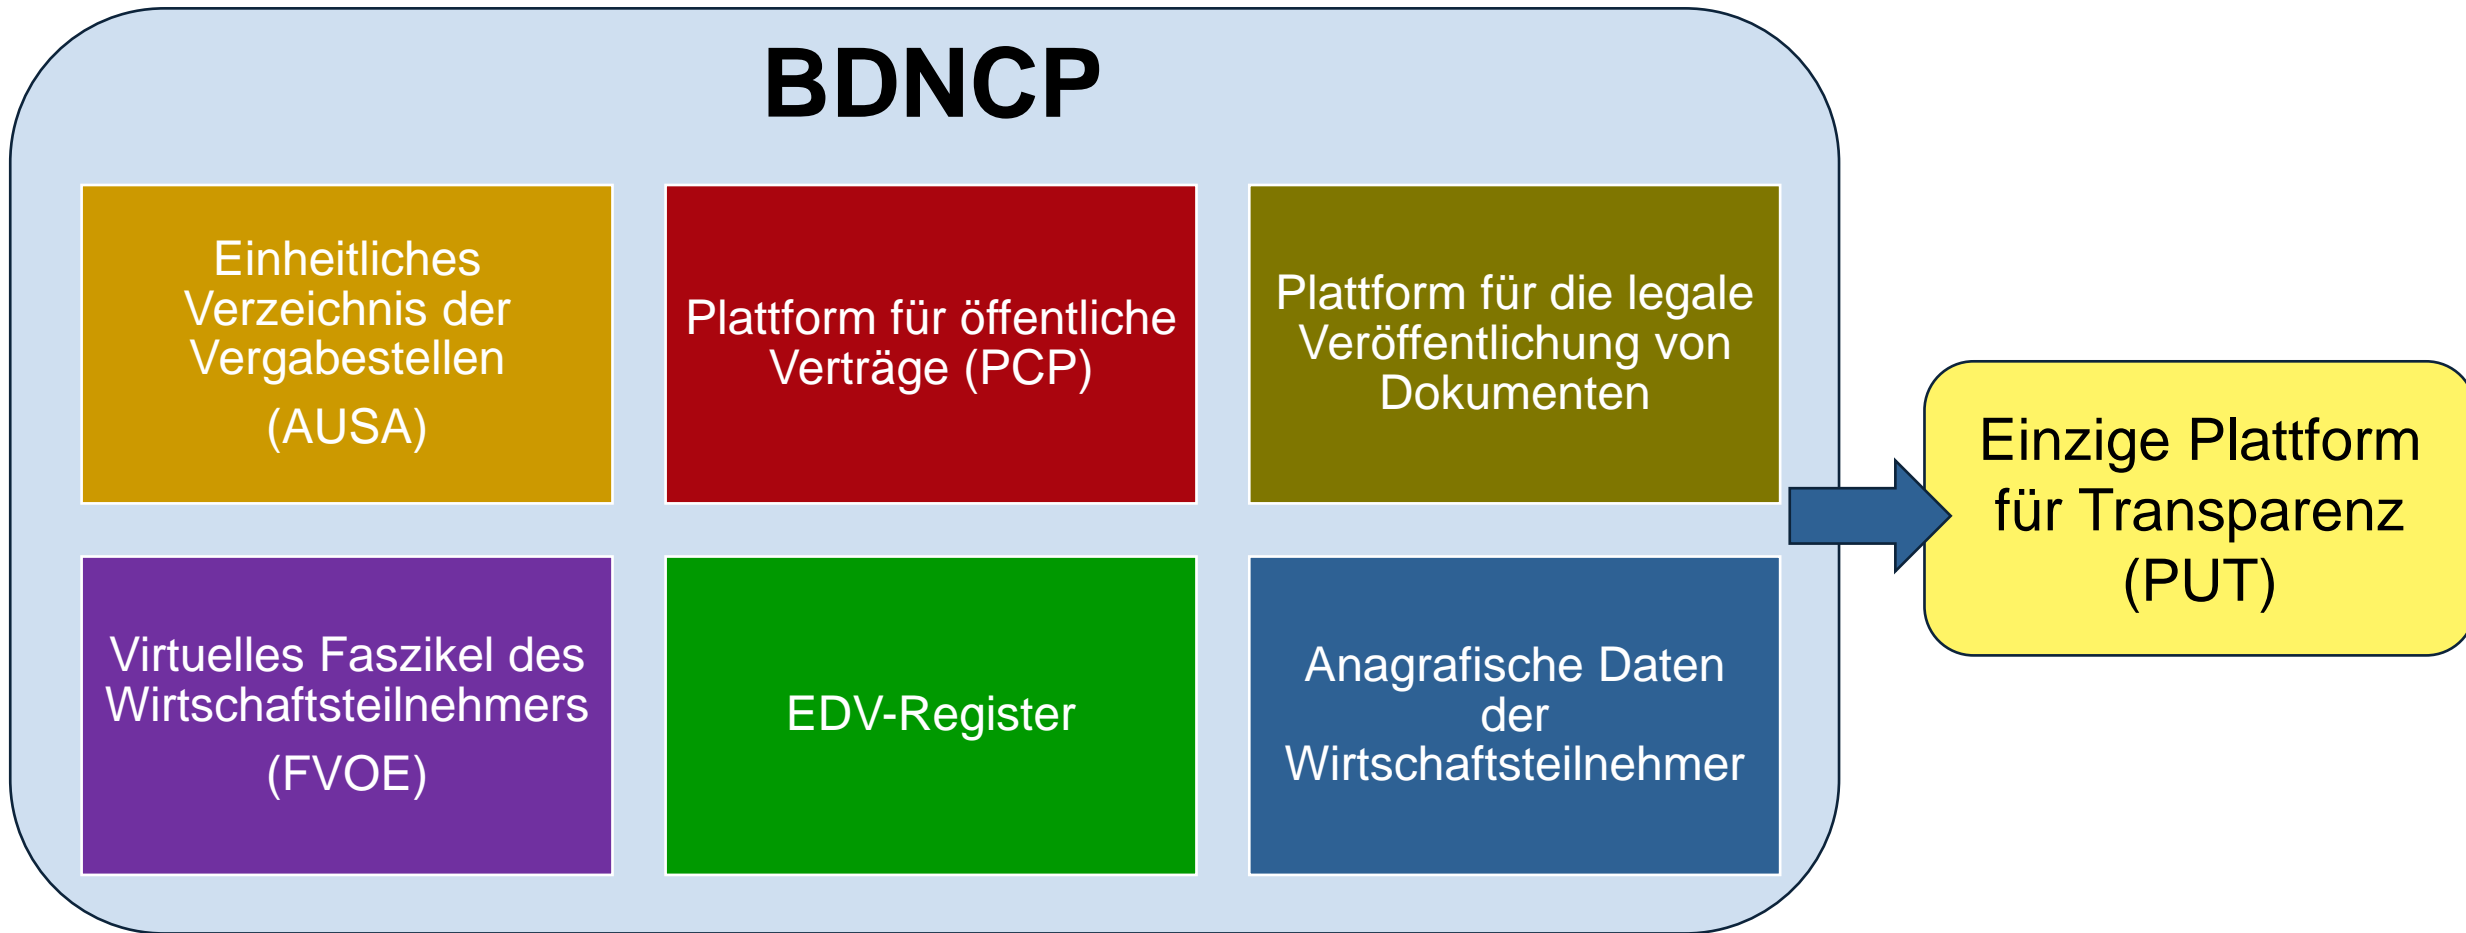 BDNCP
Einheitliches
Verzeichnis der
Vergabestellen
(AUSA)
Plattform für öffentliche
Verträge (PCP)
Plattform für die legale
Veröffentlichung von
Dokumenten
Virtuelles Faszikel des
Wirtschaftsteilnehmers
(FVOE)
EDV-Register
Anagrafische Daten
der
Wirtschaftsteilnehmer
Einzige Plattform
für Transparenz
(PUT)